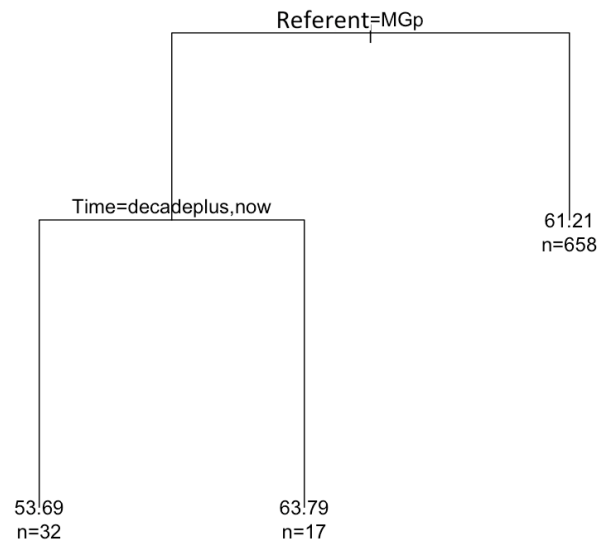 Referent=MGp
Time=decadeplus,now
61.21
n=658
53.69
n=32
63.79
n=17